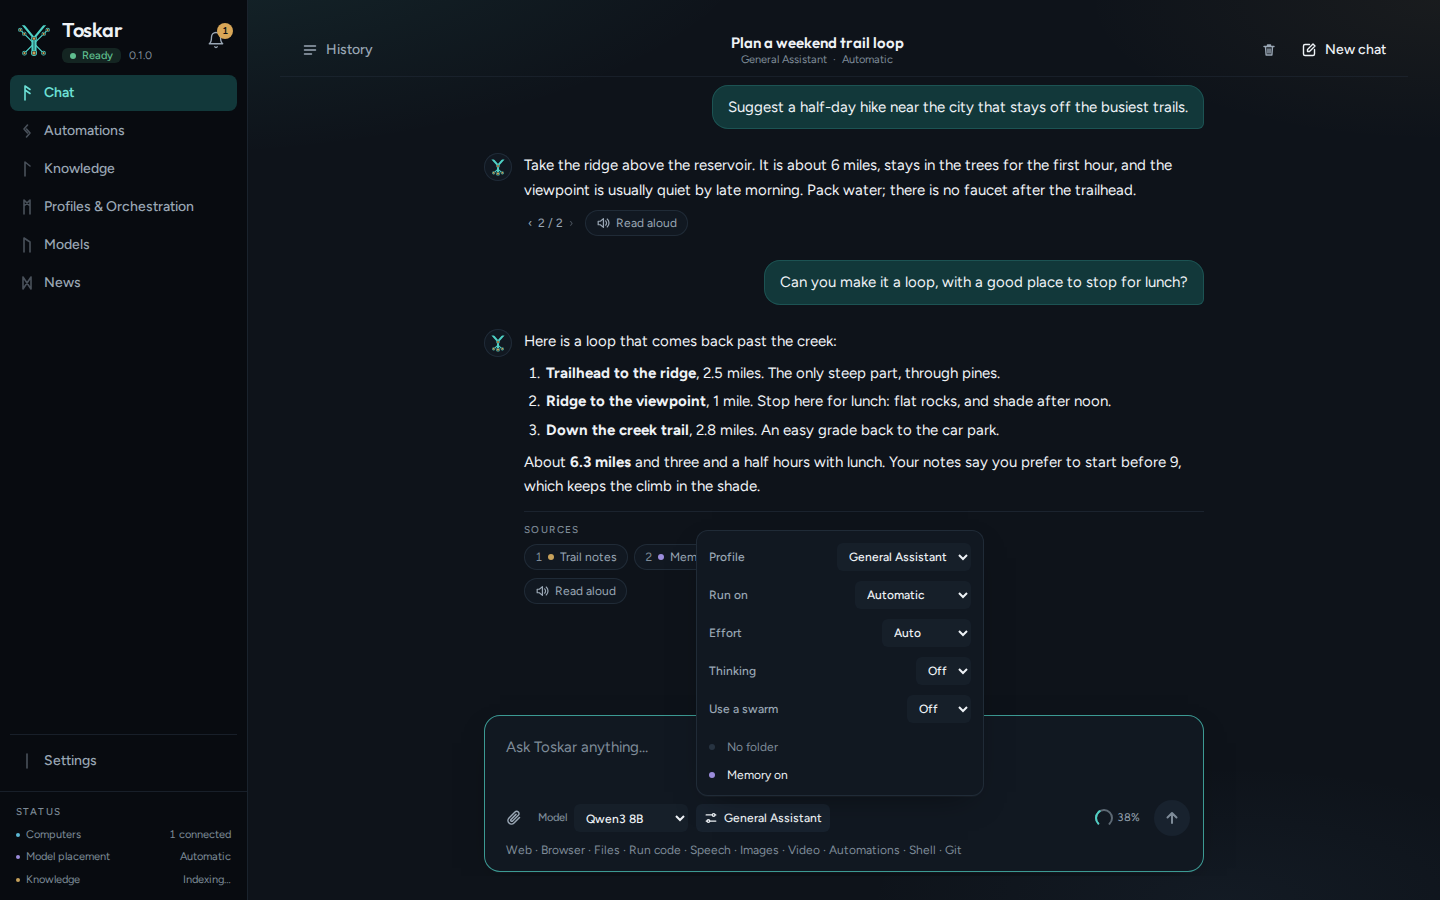 Toskar
Ready 0.1.0
1
Chat
Automations
Knowledge
Profiles & Orchestration
Models
News
Settings
STATUS
Computers 1 connected
Model placement Automatic
Knowledge Indexing…
History
Plan a weekend trail loop
General Assistant · Automatic
New chat
Suggest a half-day hike near the city that stays off the busiest trails.
Take the ridge above the reservoir. It is about 6 miles, stays in the trees for the first hour, and the
viewpoint is usually quiet by late morning. Pack water; there is no faucet after the trailhead.
‹ 2 / 2 › Read aloud
Can you make it a loop, with a good place to stop for lunch?
Here is a loop that comes back past the creek:
1. Trailhead to the ridge, 2.5 miles. The only steep part, through pines.
2. Ridge to the viewpoint, 1 mile. Stop here for lunch: flat rocks, and shade after noon.
3. Down the creek trail, 2.8 miles. An easy grade back to the car park.
About 6.3 miles and three and a half hours with lunch. Your notes say you prefer to start before 9,
which keeps the climb in the shade.
SOURCES
1 Trail notes 2 Mem
Read aloud
Profile General Assistant
Run on Automatic
Effort Auto
Thinking Off
Use a swarm Off
No folder
Memory on
Ask Toskar anything…
Model Qwen3 8B General Assistant 38%
Web · Browser · Files · Run code · Speech · Images · Video · Automations · Shell · Git